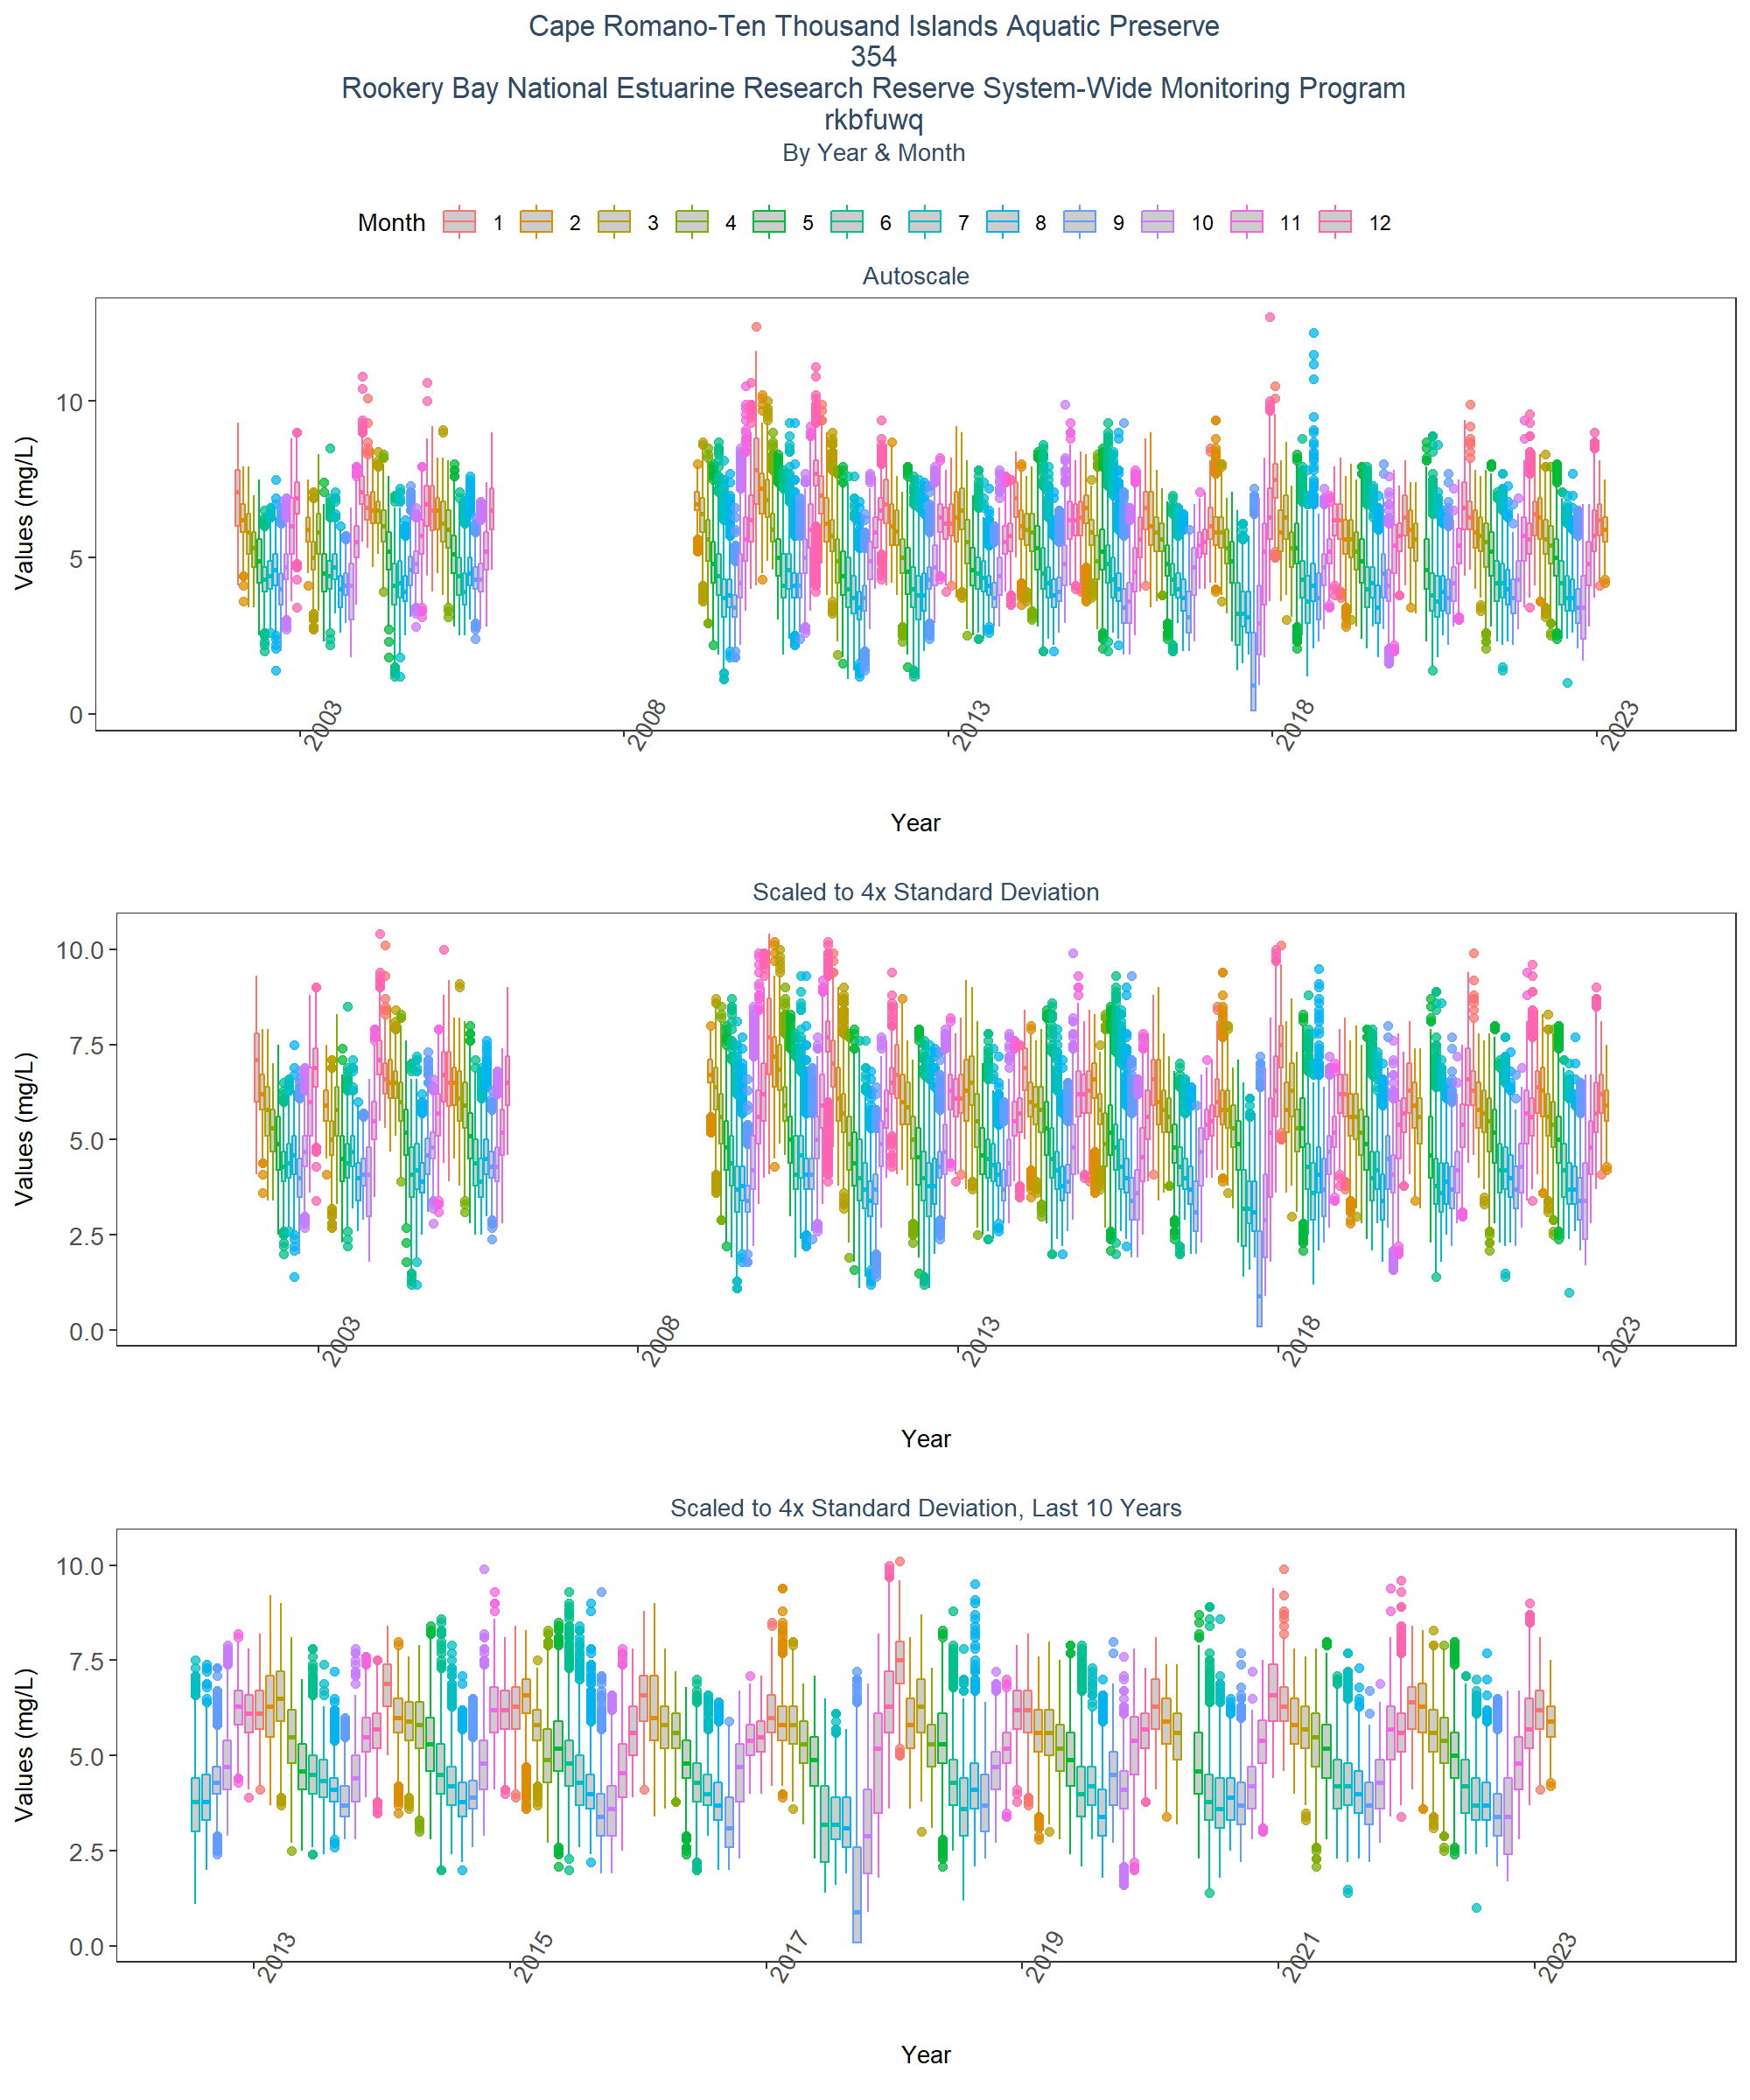 Cape Romano-Ten Thousand Islands Aquatic Preserve
354
Rookery Bay National Estuarine Research Reserve System-Wide Monitoring Program
rkbfuwq
By Year & Month
Month 1 2 3 4 5 6 7 8 9 10 11 12
Autoscale
Values (mg/L)
10
5
0
2003 2008 2013 2018 2023
Year
Scaled to 4x Standard Deviation
Values (mg/L)
10.0
7.5
5.0
2.5
0.0
2003 2008 2013 2018 2023
Year
Scaled to 4x Standard Deviation, Last 10 Years
Values (mg/L)
10.0
7.5
5.0
2.5
0.0
2013 2015 2017 2019 2021 2023
Year